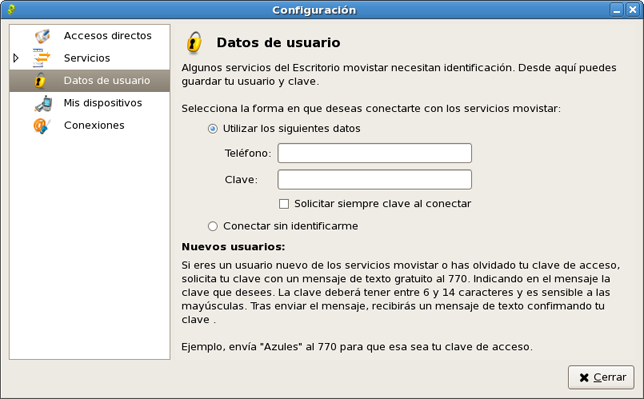 Configuración
Accesos directos
Servicios
Datos de usuario
Mis dispositivos
Conexiones
Datos de usuario
Algunos servicios del Escritorio movistar necesitan identificación. Desde aquí puedes
guardar tu usuario y clave.
Selecciona la forma en que deseas conectarte con los servicios movistar:
Utilizar los siguientes datos
Teléfono:
Clave:
Solicitar siempre clave al conectar
Conectar sin identificarme
Nuevos usuarios:
Si eres un usuario nuevo de los servicios movistar o has olvidado tu clave de acceso,
solicita tu clave con un mensaje de texto gratuito al 770. Indicando en el mensaje la
clave que desees. La clave deberá tener entre 6 y 14 caracteres y es sensible a las
mayúsculas. Tras enviar el mensaje, recibirás un mensaje de texto confirmando tu
clave .
Ejemplo, envía "Azules" al 770 para que esa sea tu clave de acceso.
Cerrar